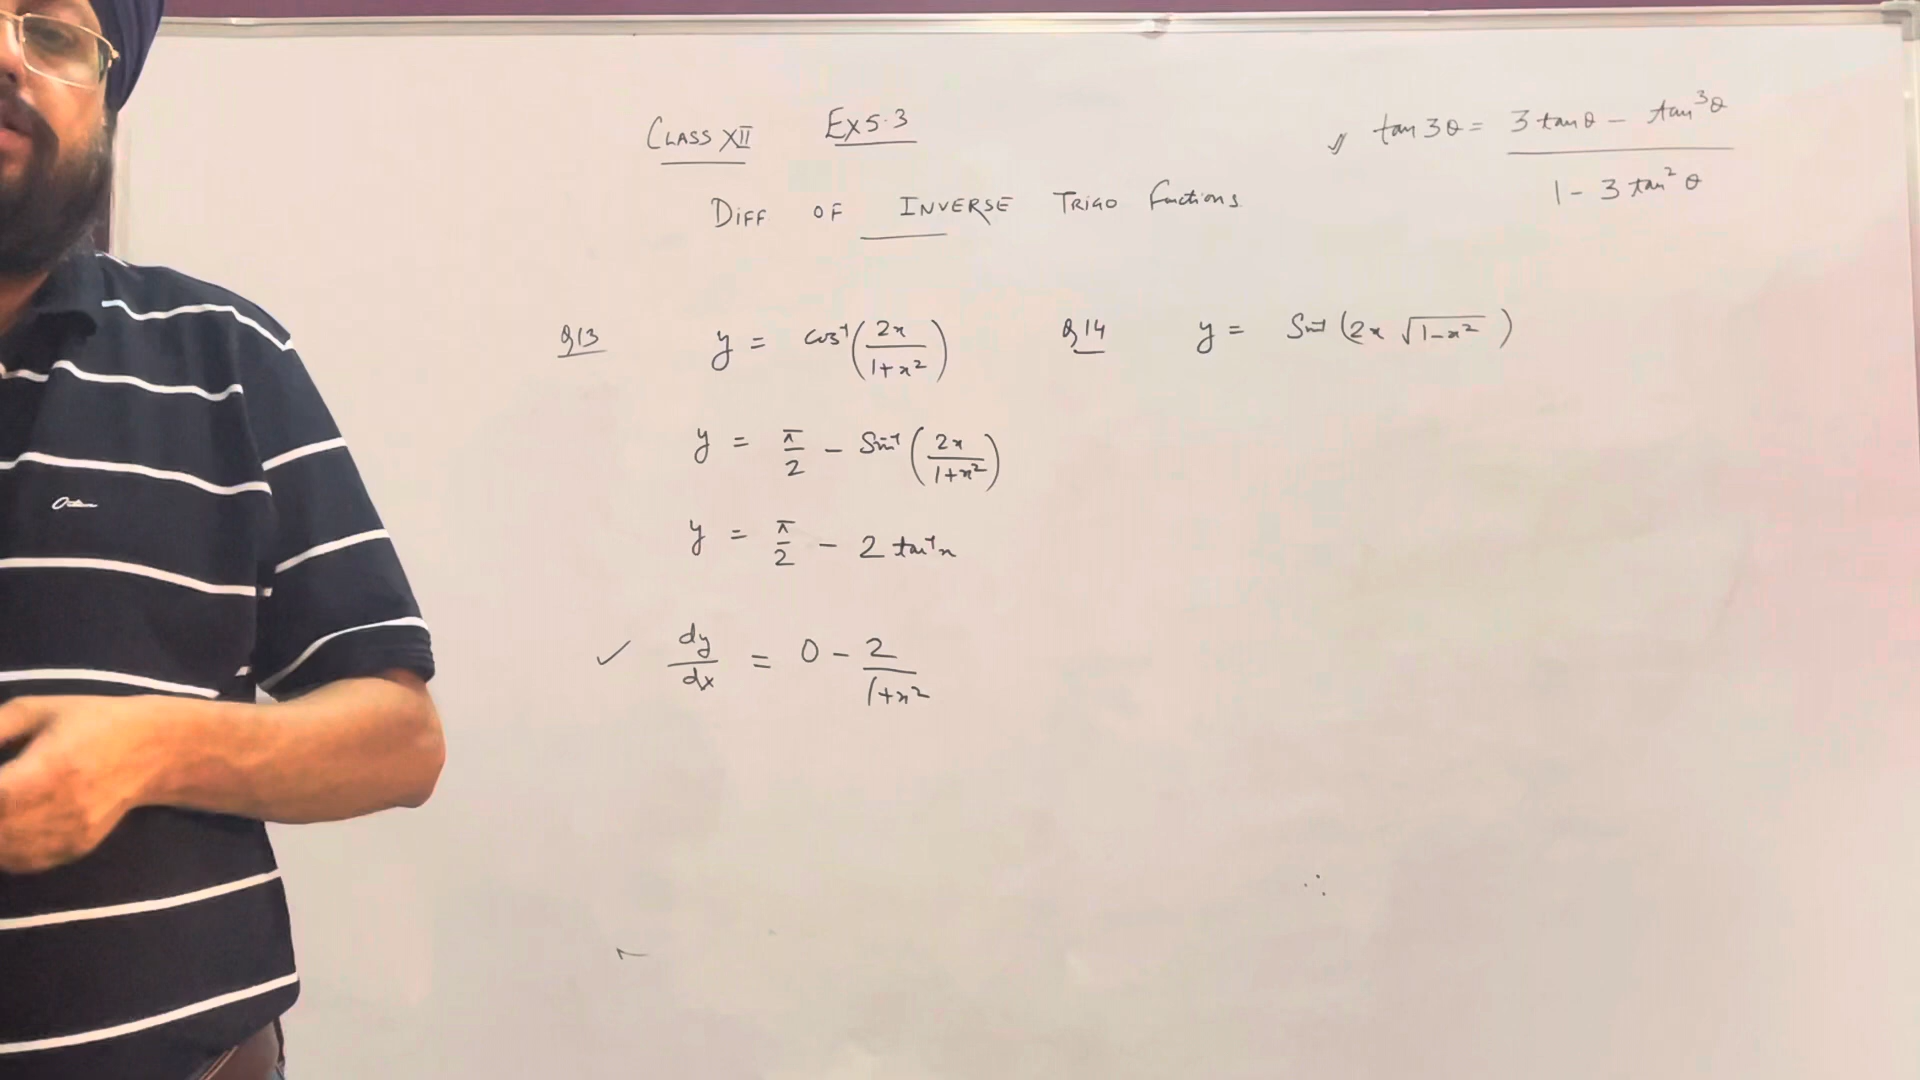 CLASS XII EX 5.3
DIFF OF INVERSE TRIGO Functions
tan 3θ = (3 tan θ − tan³θ) / (1 − 3 tan² θ)
Q13 y = cos⁻¹(2x / (1+x²))
y = π/2 − Sin⁻¹(2x / (1+x²))
y = π/2 − 2 tan⁻¹x
✓ dy/dx = 0 − 2/(1+x²)
Q14 y = Sin⁻¹(2x √(1−x²))